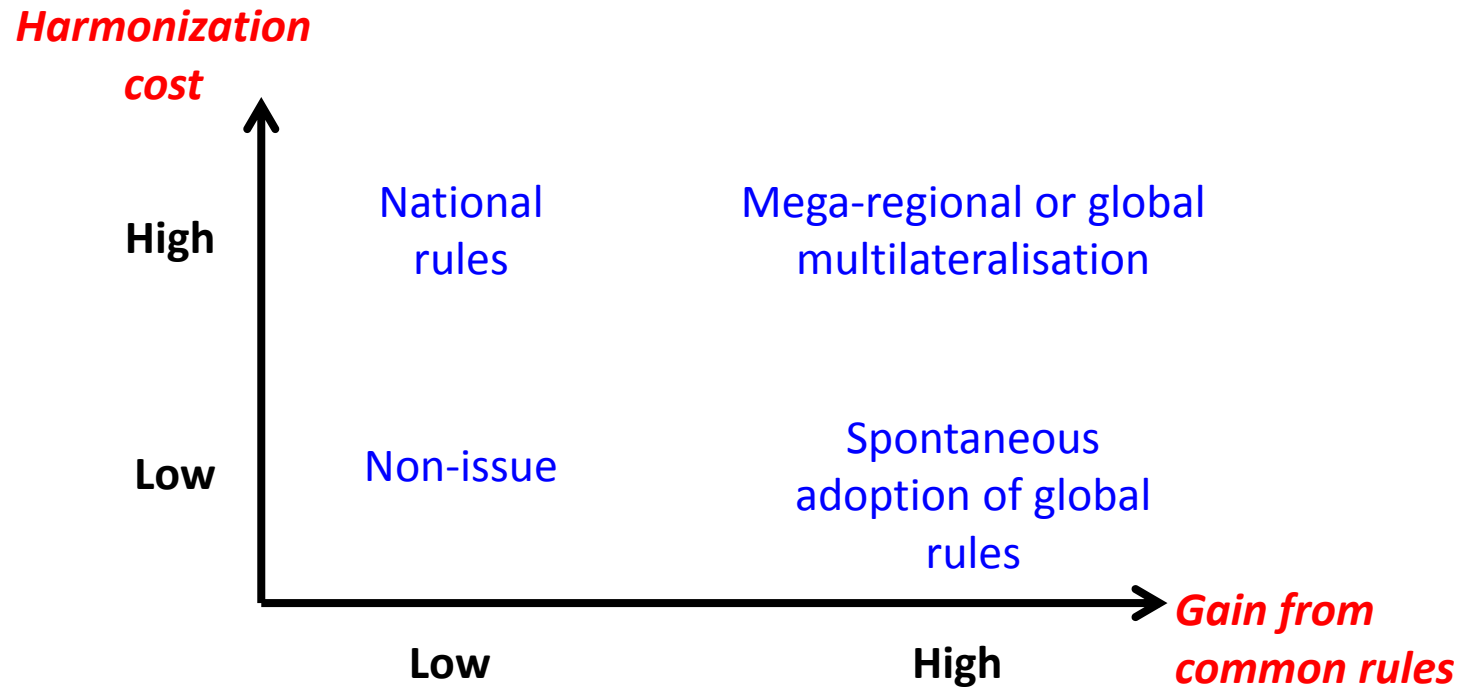 Harmonization
cost
High
National
rules
Mega-regional or global
multilateralisation
Low
Non-issue
Spontaneous
adoption of global
rules
Gain from
common rules
Low
High